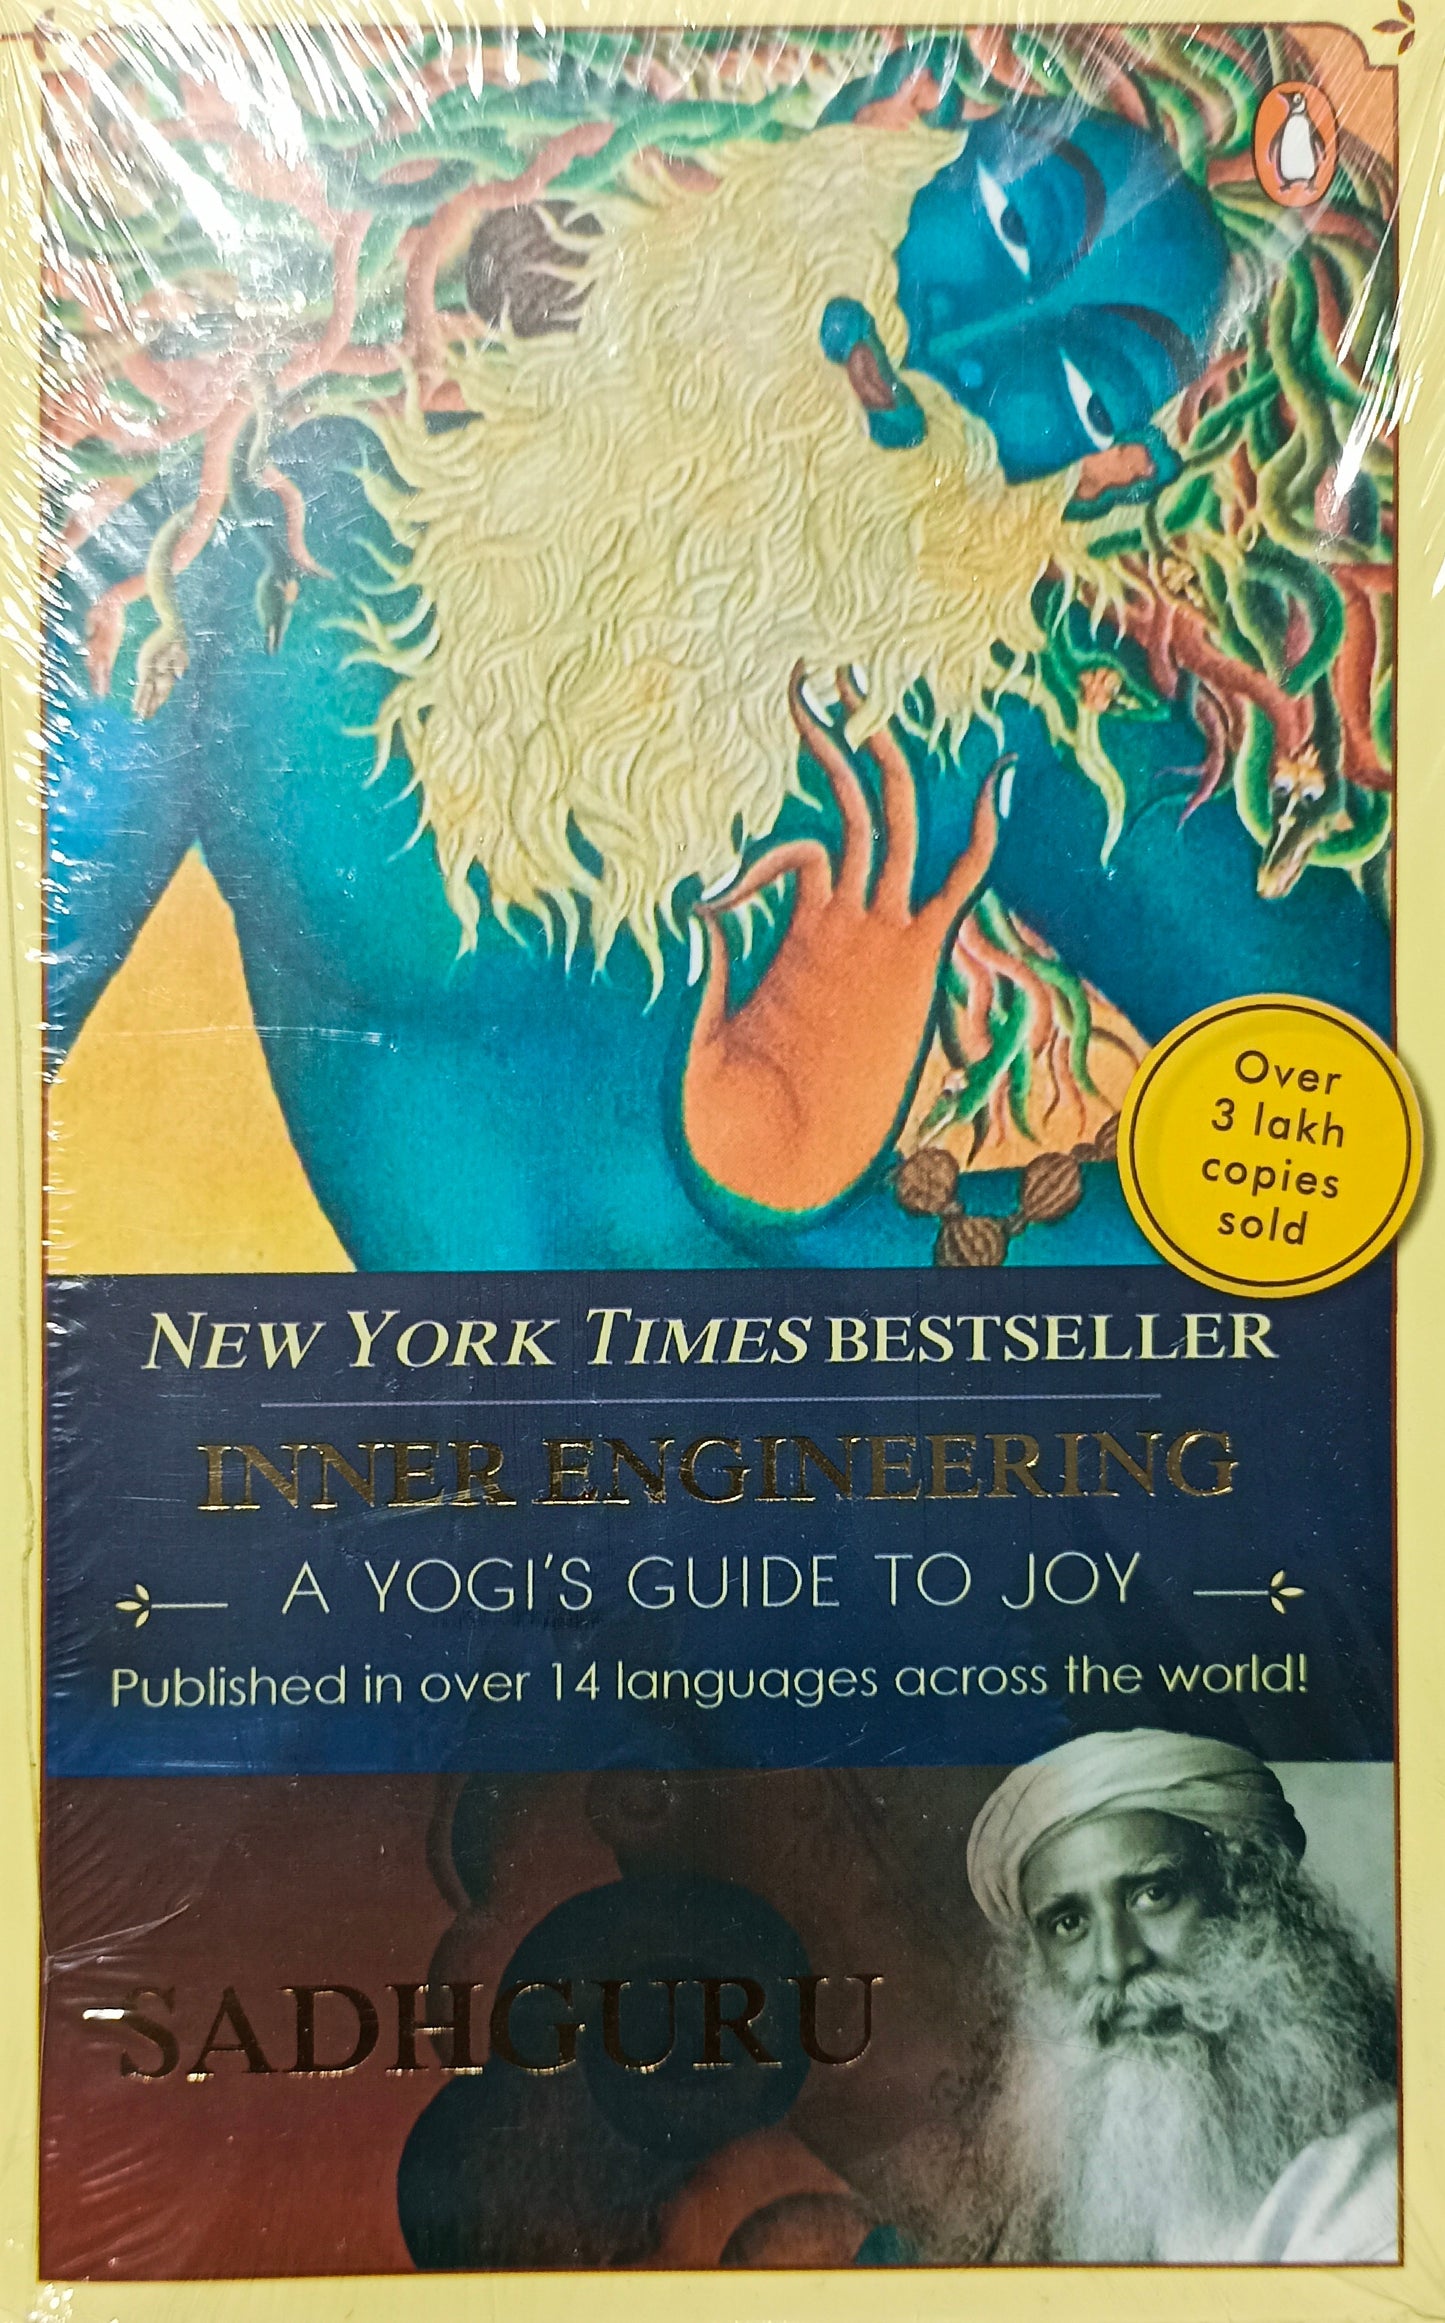 Over
3 lakh
copies
sold
NEW YORK TIMES BESTSELLER
INNER ENGINEERING
A YOGI'S GUIDE TO JOY
Published in over 14 languages across the world!
SADHGURU